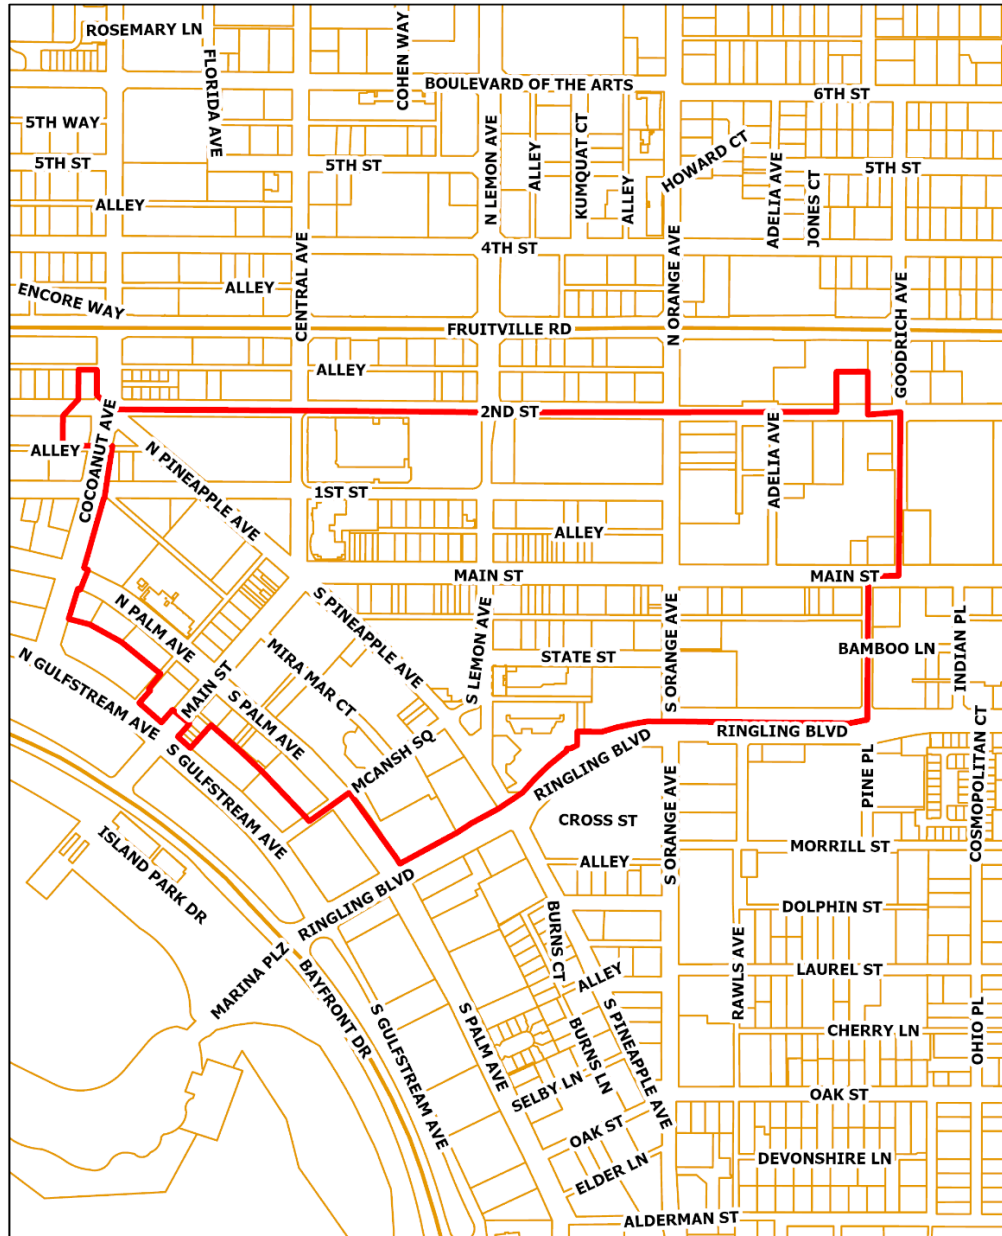 ROSEMARY LN
FLORIDA AVE
COHEN WAY
BOULEVARD OF THE ARTS
6TH ST
5TH WAY
5TH ST
5TH ST
N LEMON AVE
ALLEY
KUMQUAT CT
ALLEY
HOWARD CT
ADELIA AVE
JONES CT
5TH ST
ALLEY
4TH ST
CENTRAL AVE
N ORANGE AVE
GOODRICH AVE
ENCORE WAY
ALLEY
FRUITVILLE RD
ALLEY
COCOANUT AVE
2ND ST
ADELIA AVE
ALLEY
N PINEAPPLE AVE
1ST ST
ALLEY
MAIN ST
MAIN ST
N PALM AVE
S PINEAPPLE AVE
S LEMON AVE
S ORANGE AVE
BAMBOO LN
INDIAN PL
STATE ST
MIRA MAR CT
MAIN ST
S PALM AVE
N GULFSTREAM AVE
S GULFSTREAM AVE
MCANSH SQ
RINGLING BLVD
RINGLING BLVD
PINE PL
COSMOPOLITAN CT
CROSS ST
S ORANGE AVE
MORRILL ST
ALLEY
ISLAND PARK DR
RINGLING BLVD
DOLPHIN ST
BURNS CT
RAWLS AVE
MARINA PLZ
BAYFRONT DR
ALLEY
LAUREL ST
S GULFSTREAM AVE
S PALM AVE
S PINEAPPLE AVE
CHERRY LN
OHIO PL
BURNS LN
SELBY LN
OAK ST
OAK ST
ELDER LN
DEVONSHIRE LN
ALDERMAN ST